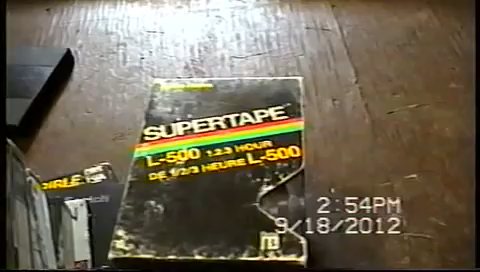 SUPERTAPE
L-500 1.2.3 HOUR
DE 1/2/3 HEURE L-500
2:54PM
9/18/2012